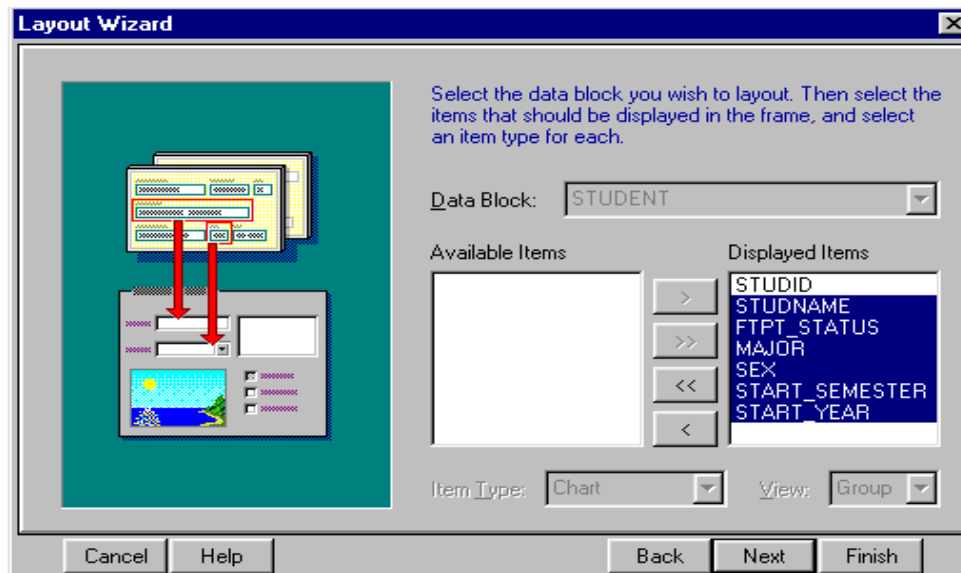 Layout Wizard
Select the data block you wish to layout. Then select the
items that should be displayed in the frame, and select
an item type for each.
Data Block: STUDENT
Available Items Displayed Items
STUDID
> STUDNAME
FTPT_STATUS
>> MAJOR
SEX
<< START_SEMESTER
START_YEAR
<
Item Type: Chart View: Group
Cancel Help Back Next Finish